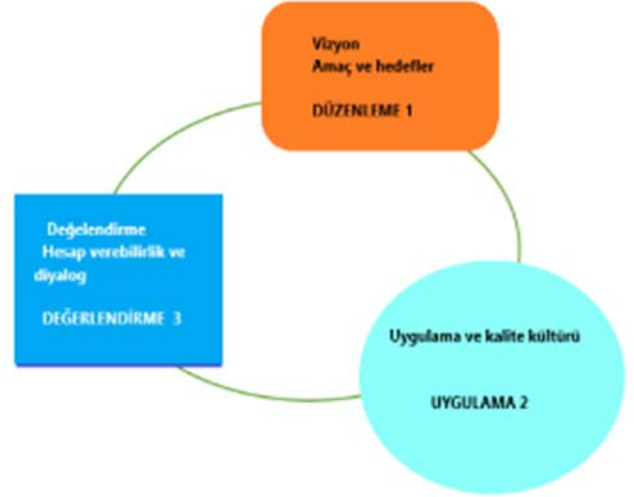 Vizyon
Amaç ve hedefler
DÜZENLEME 1
Uygulama ve kalite kültürü
UYGULAMA 2
Değelendirme
Hesap verebilirlik ve
diyalog
DEĞERLENDİRME 3